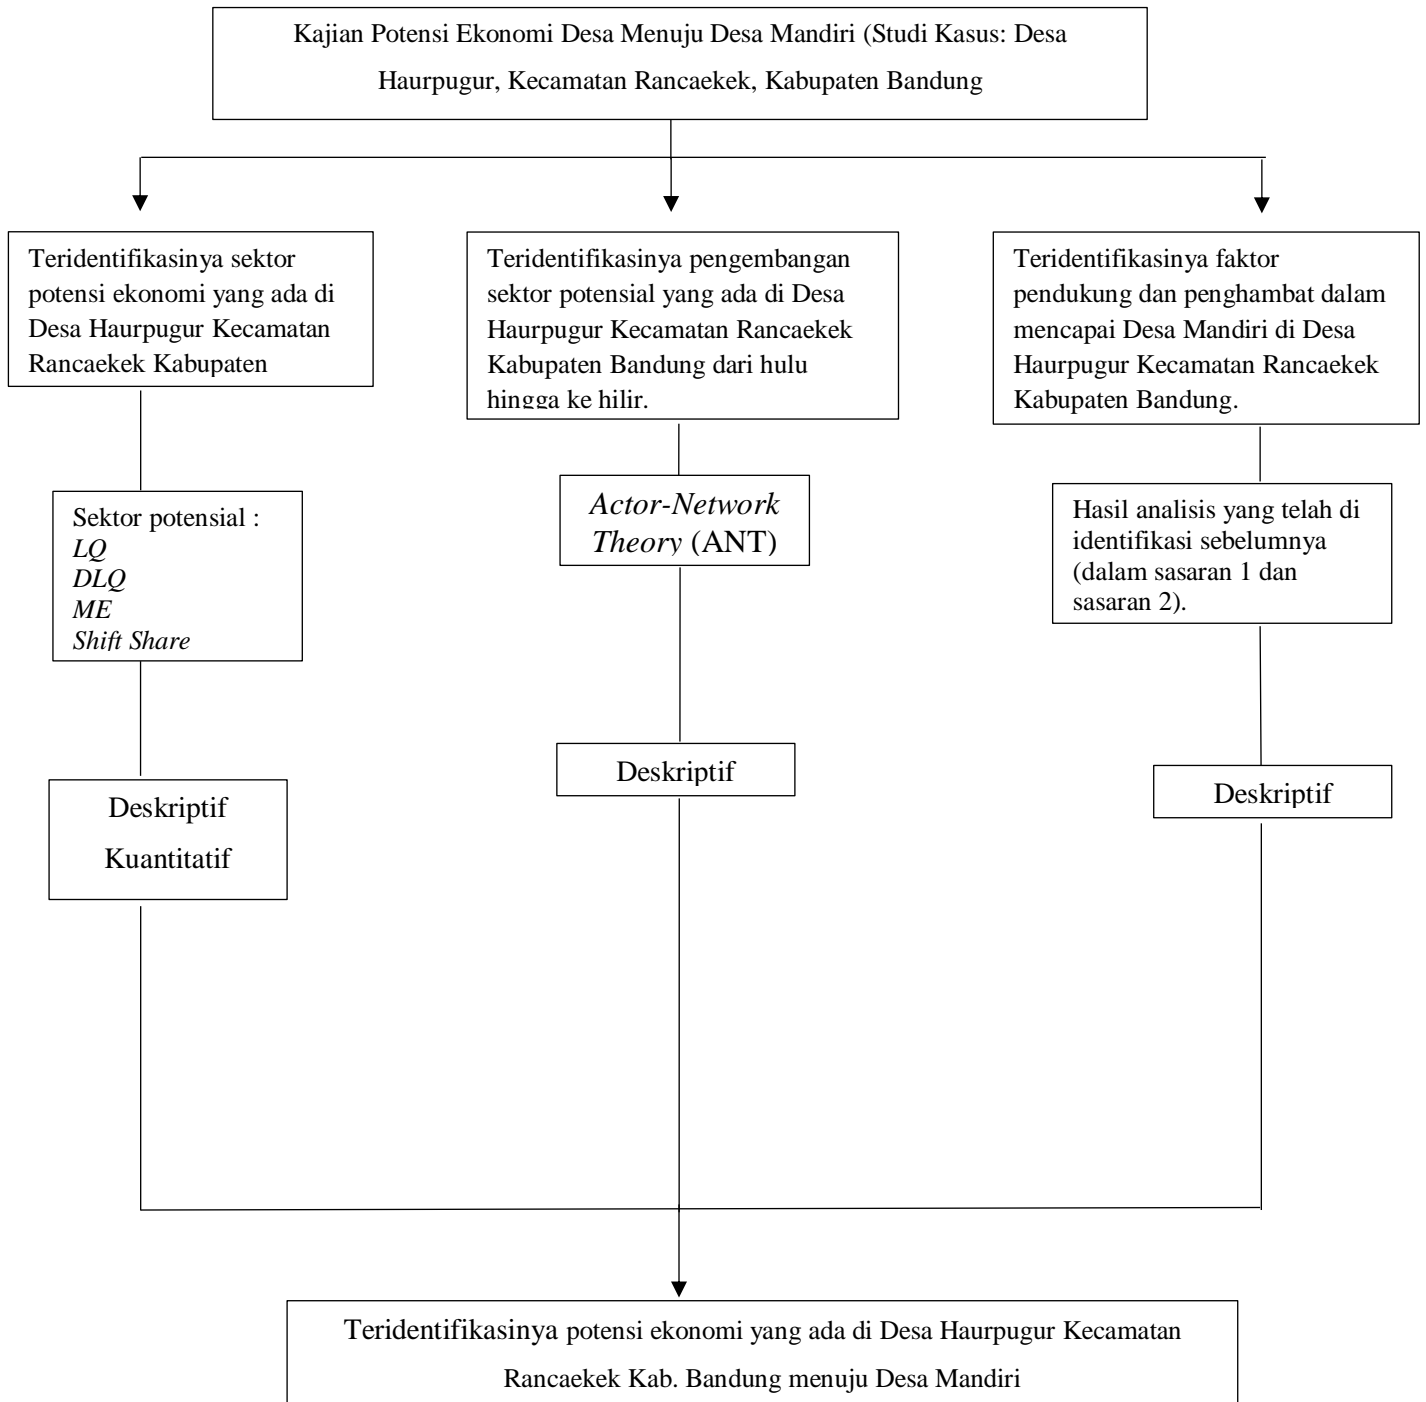 Kajian Potensi Ekonomi Desa Menuju Desa Mandiri (Studi Kasus: Desa
Haurpugur, Kecamatan Rancaekek, Kabupaten Bandung
Teridentifikasinya sektor
potensi ekonomi yang ada di
Desa Haurpugur Kecamatan
Rancaekek Kabupaten
Teridentifikasinya pengembangan
sektor potensial yang ada di Desa
Haurpugur Kecamatan Rancaekek
Kabupaten Bandung dari hulu
hingga ke hilir.
Teridentifikasinya faktor
pendukung dan penghambat dalam
mencapai Desa Mandiri di Desa
Haurpugur Kecamatan Rancaekek
Kabupaten Bandung.
Sektor potensial :
LQ
DLQ
ME
Shift Share
Actor-Network
Theory (ANT)
Hasil analisis yang telah di
identifikasi sebelumnya
(dalam sasaran 1 dan
sasaran 2).
Deskriptif
Kuantitatif
Deskriptif
Deskriptif
Teridentifikasinya potensi ekonomi yang ada di Desa Haurpugur Kecamatan
Rancaekek Kab. Bandung menuju Desa Mandiri